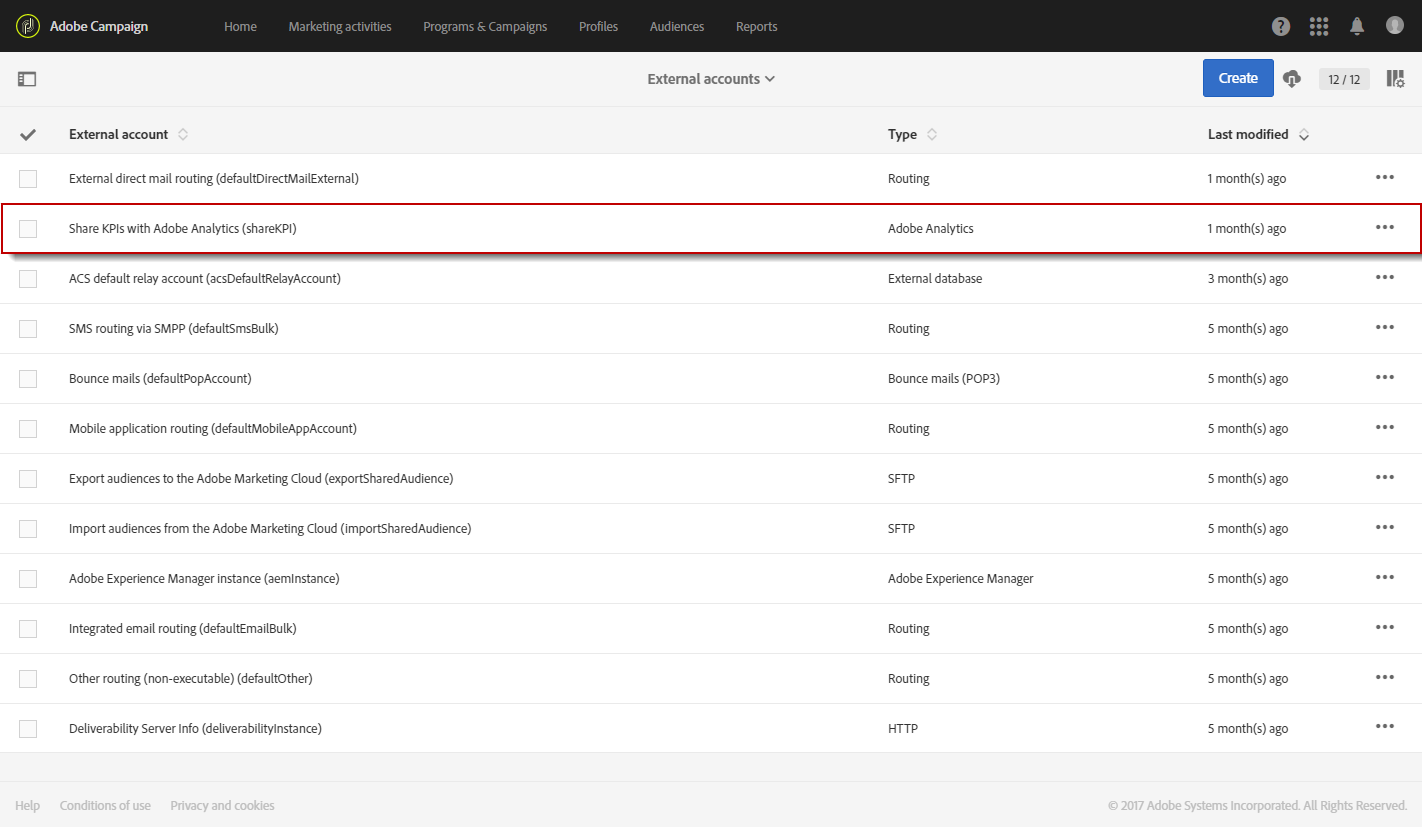 Adobe Campaign Home Marketing activities Programs & Campaigns Profiles Audiences Reports
External accounts Create 12 / 12
External account Type Last modified
External direct mail routing (defaultDirectMailExternal) Routing 1 month(s) ago
Share KPIs with Adobe Analytics (shareKPI) Adobe Analytics 1 month(s) ago
ACS default relay account (acsDefaultRelayAccount) External database 3 month(s) ago
SMS routing via SMPP (defaultSmsBulk) Routing 5 month(s) ago
Bounce mails (defaultPopAccount) Bounce mails (POP3) 5 month(s) ago
Mobile application routing (defaultMobileAppAccount) Routing 5 month(s) ago
Export audiences to the Adobe Marketing Cloud (exportSharedAudience) SFTP 5 month(s) ago
Import audiences from the Adobe Marketing Cloud (importSharedAudience) SFTP 5 month(s) ago
Adobe Experience Manager instance (aemInstance) Adobe Experience Manager 5 month(s) ago
Integrated email routing (defaultEmailBulk) Routing 5 month(s) ago
Other routing (non-executable) (defaultOther) Routing 5 month(s) ago
Deliverability Server Info (deliverabilityInstance) HTTP 5 month(s) ago
Help Conditions of use Privacy and cookies © 2017 Adobe Systems Incorporated. All Rights Reserved.